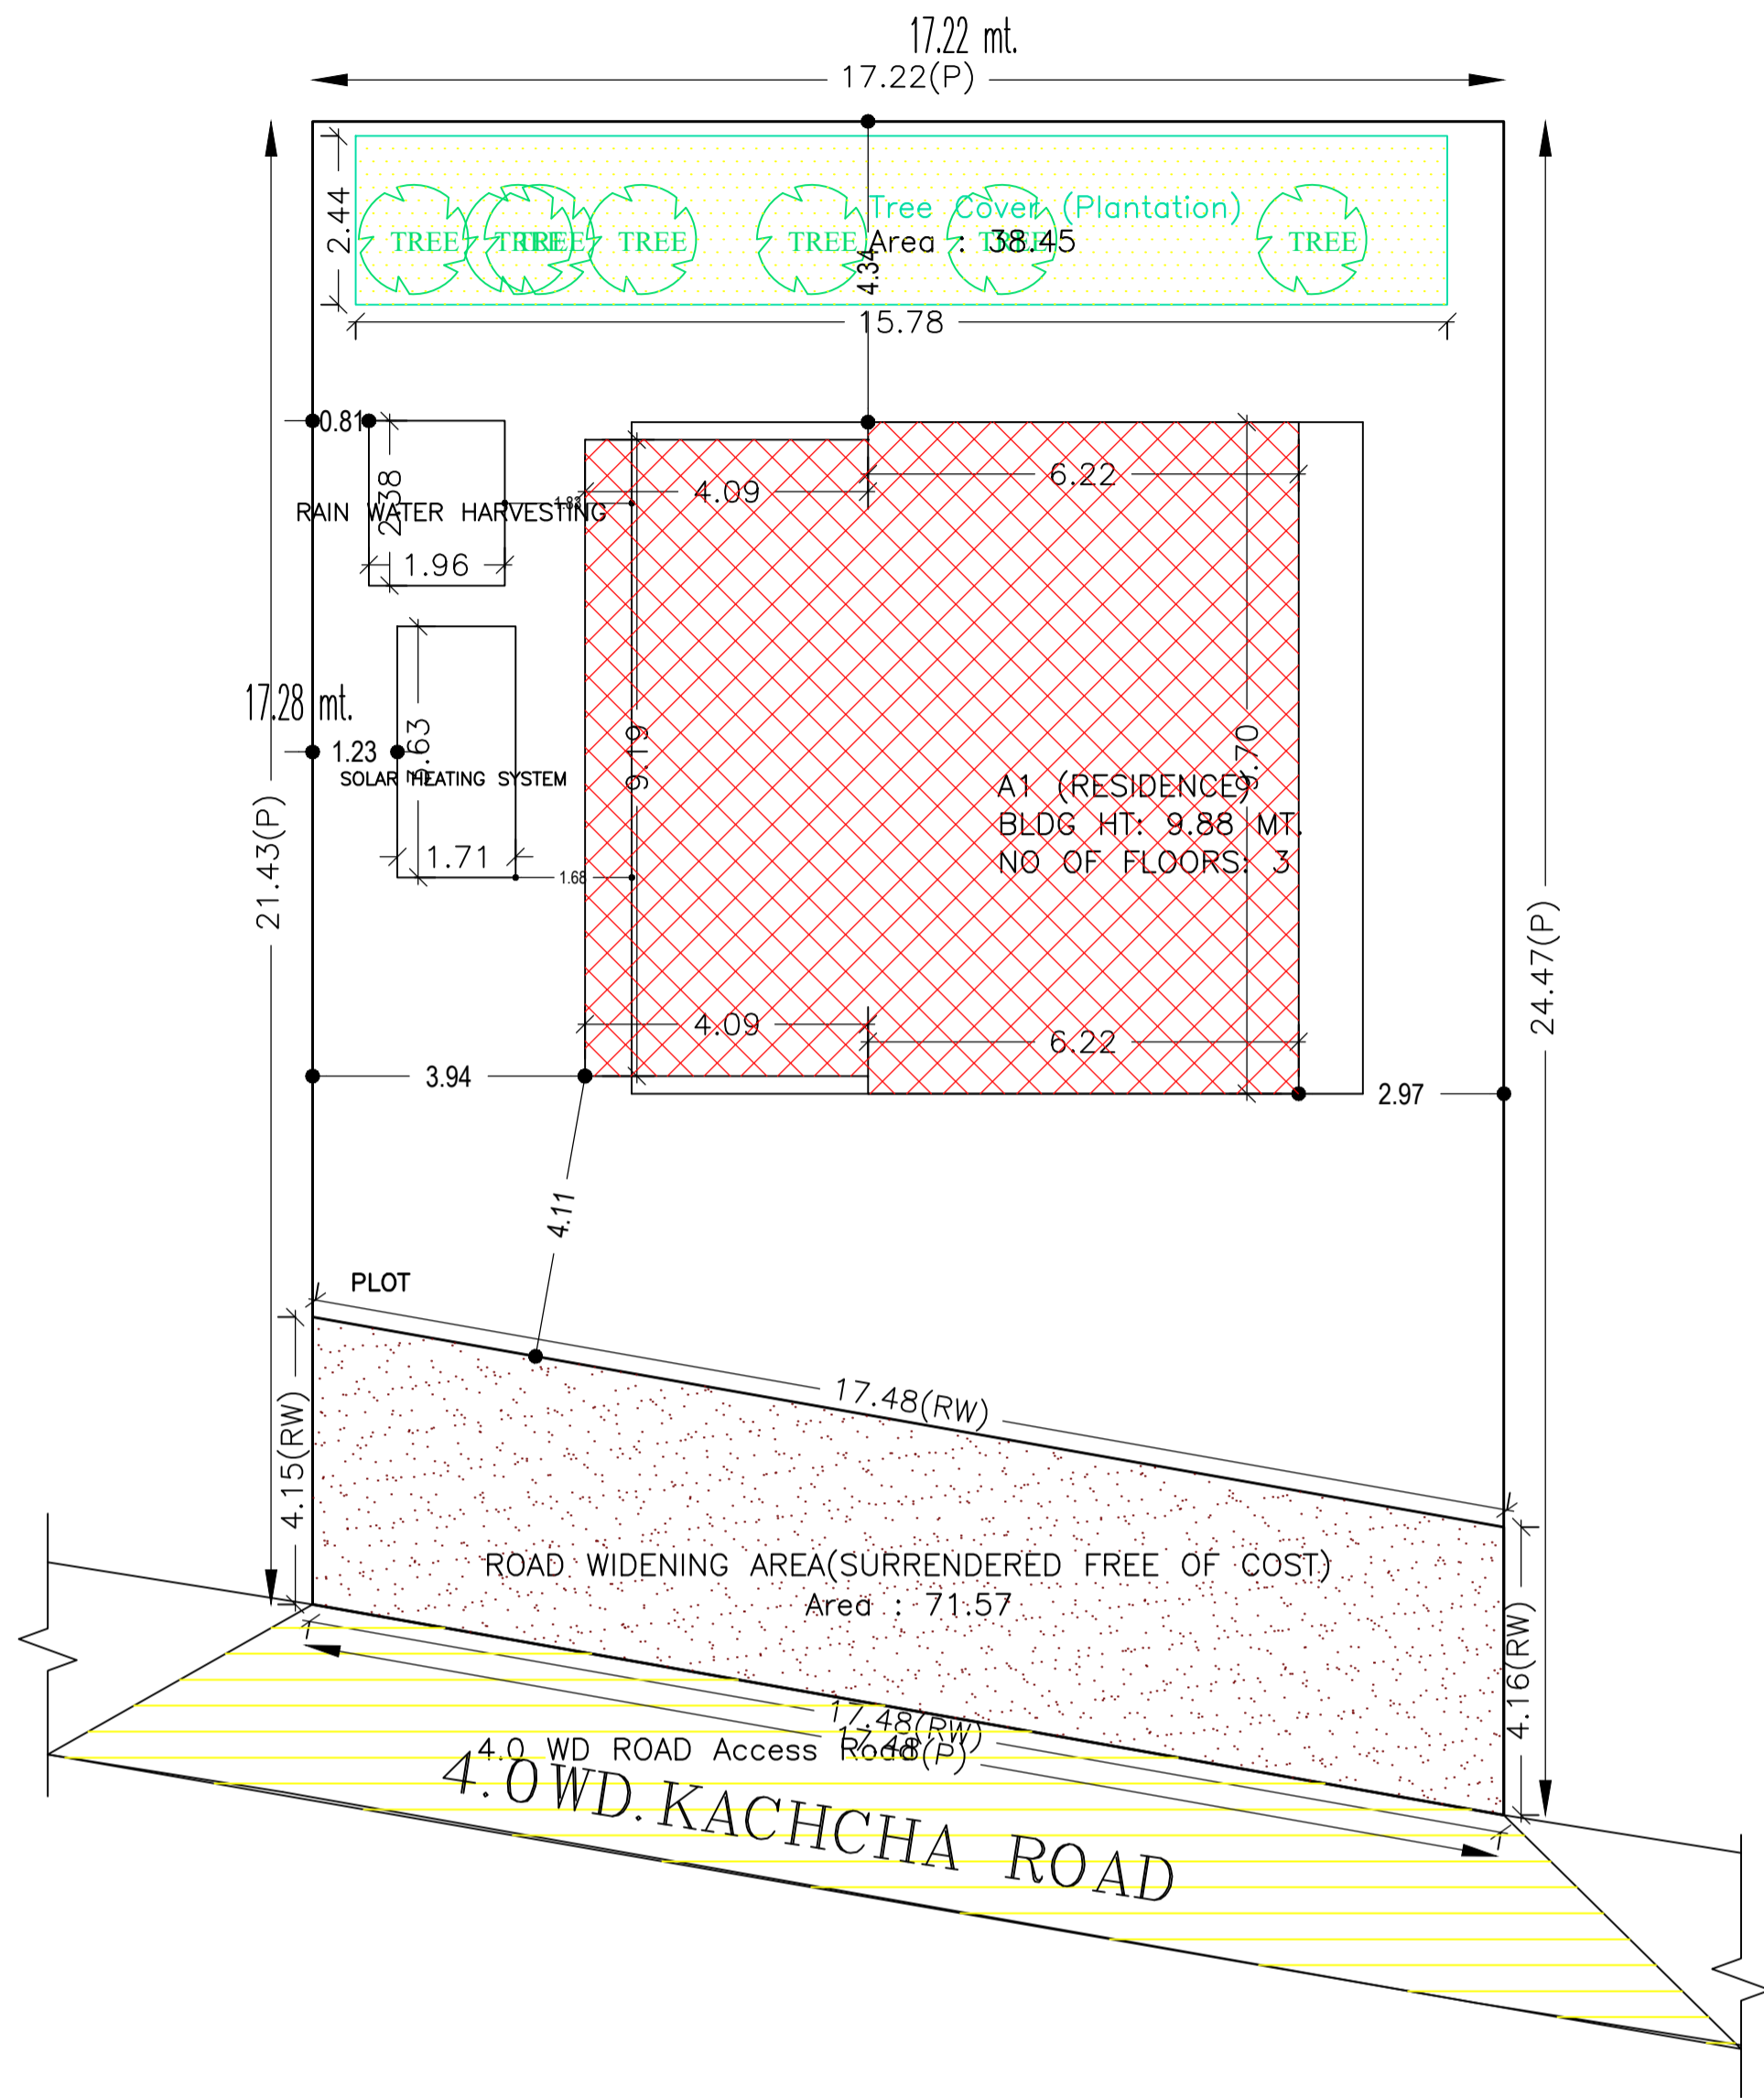 17.22 mt.
17.22(P)
2.44
TREE
TREE
TREE
TREE
TREE
TREE
TREE
Tree Cover (Plantation)
Area : 38.45
4.34
15.78
0.81
2.38
RAIN WATER HARVESTING
1.96
1.83
4.09
6.22
17.28 mt.
1.23
3.63
SOLAR HEATING SYSTEM
1.71
1.68
9.19
9.70
A1 (RESIDENCE)
BLDG HT: 9.88 MT.
NO OF FLOORS: 3
21.43(P)
24.47(P)
4.09
6.22
3.94
2.97
4.11
PLOT
17.48(RW)
4.15(RW)
ROAD WIDENING AREA(SURRENDERED FREE OF COST)
Area : 71.57
4.16(RW)
17.48(RW)
17.48(P)
4.0 WD ROAD Access Road
4.0WD.KACHCHA ROAD